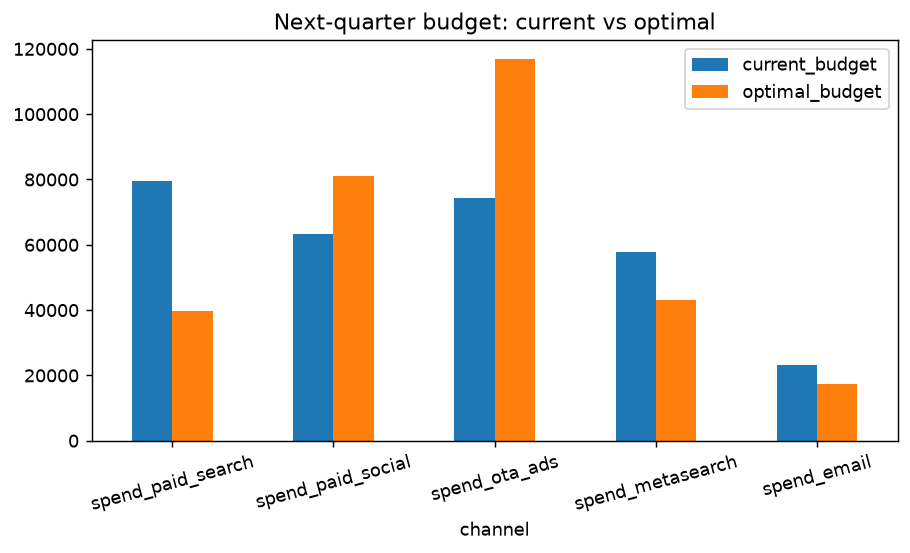 Next-quarter budget: current vs optimal
current_budget
optimal_budget
120000
100000
80000
60000
40000
20000
0
spend_paid_search
spend_paid_social
spend_ota_ads
spend_metasearch
spend_email
channel